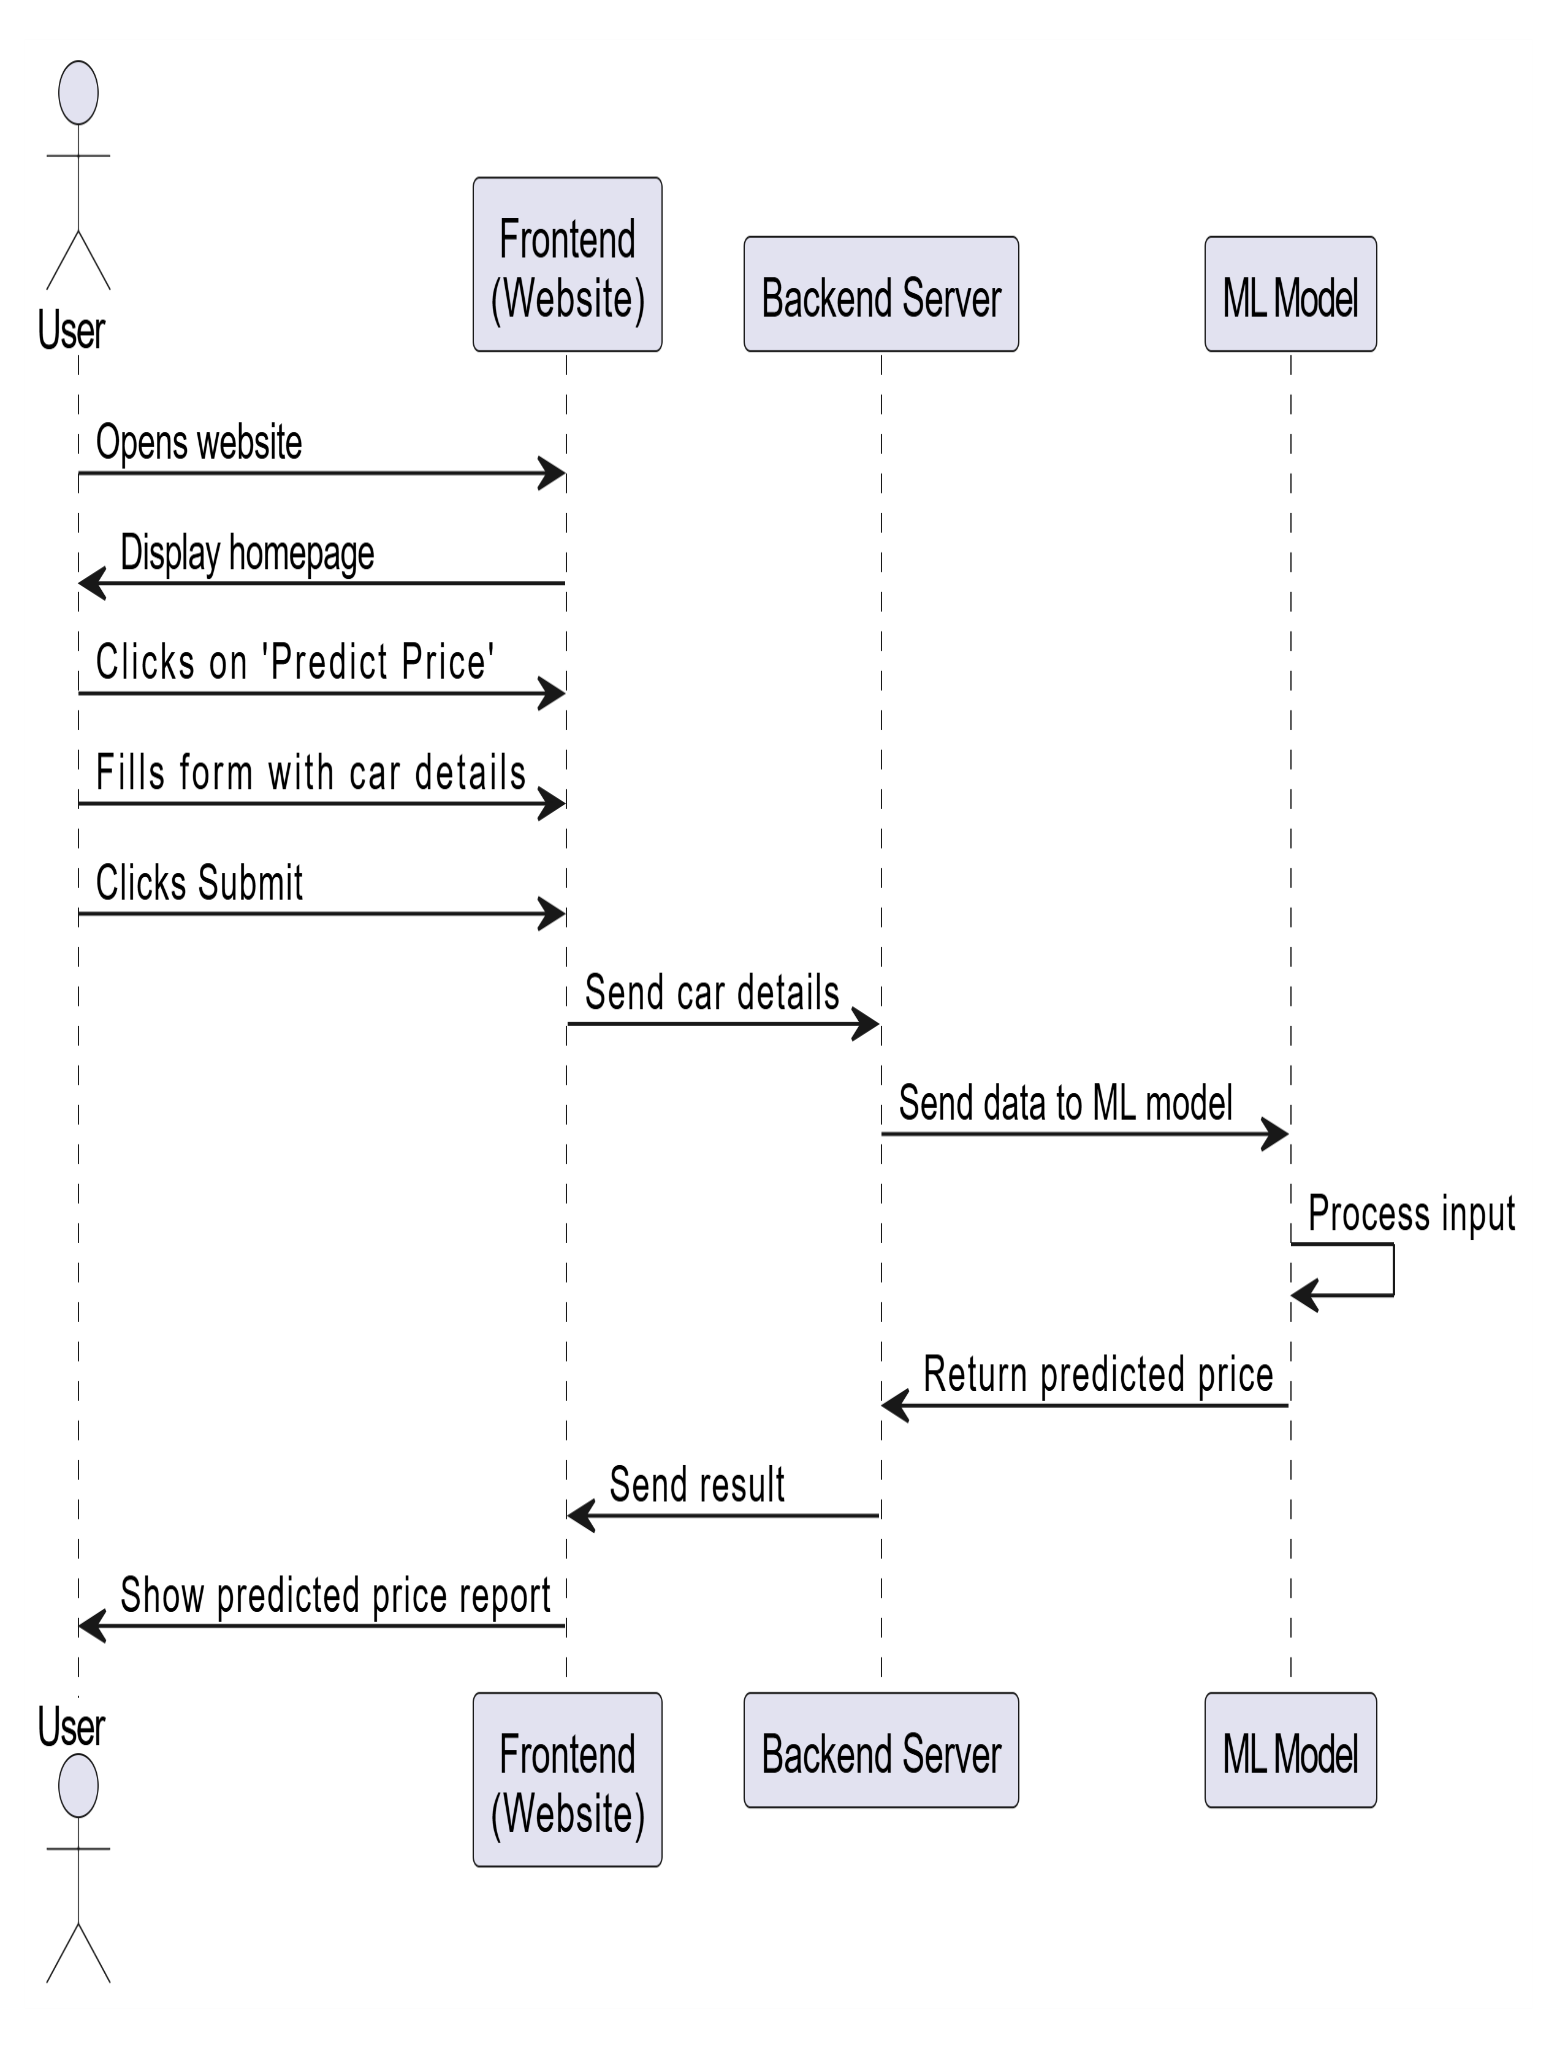 User
Frontend
(Website)
Backend Server
ML Model
Opens website
Display homepage
Clicks on 'Predict Price'
Fills form with car details
Clicks Submit
Send car details
Send data to ML model
Process input
Return predicted price
Send result
Show predicted price report
User
Frontend
(Website)
Backend Server
ML Model